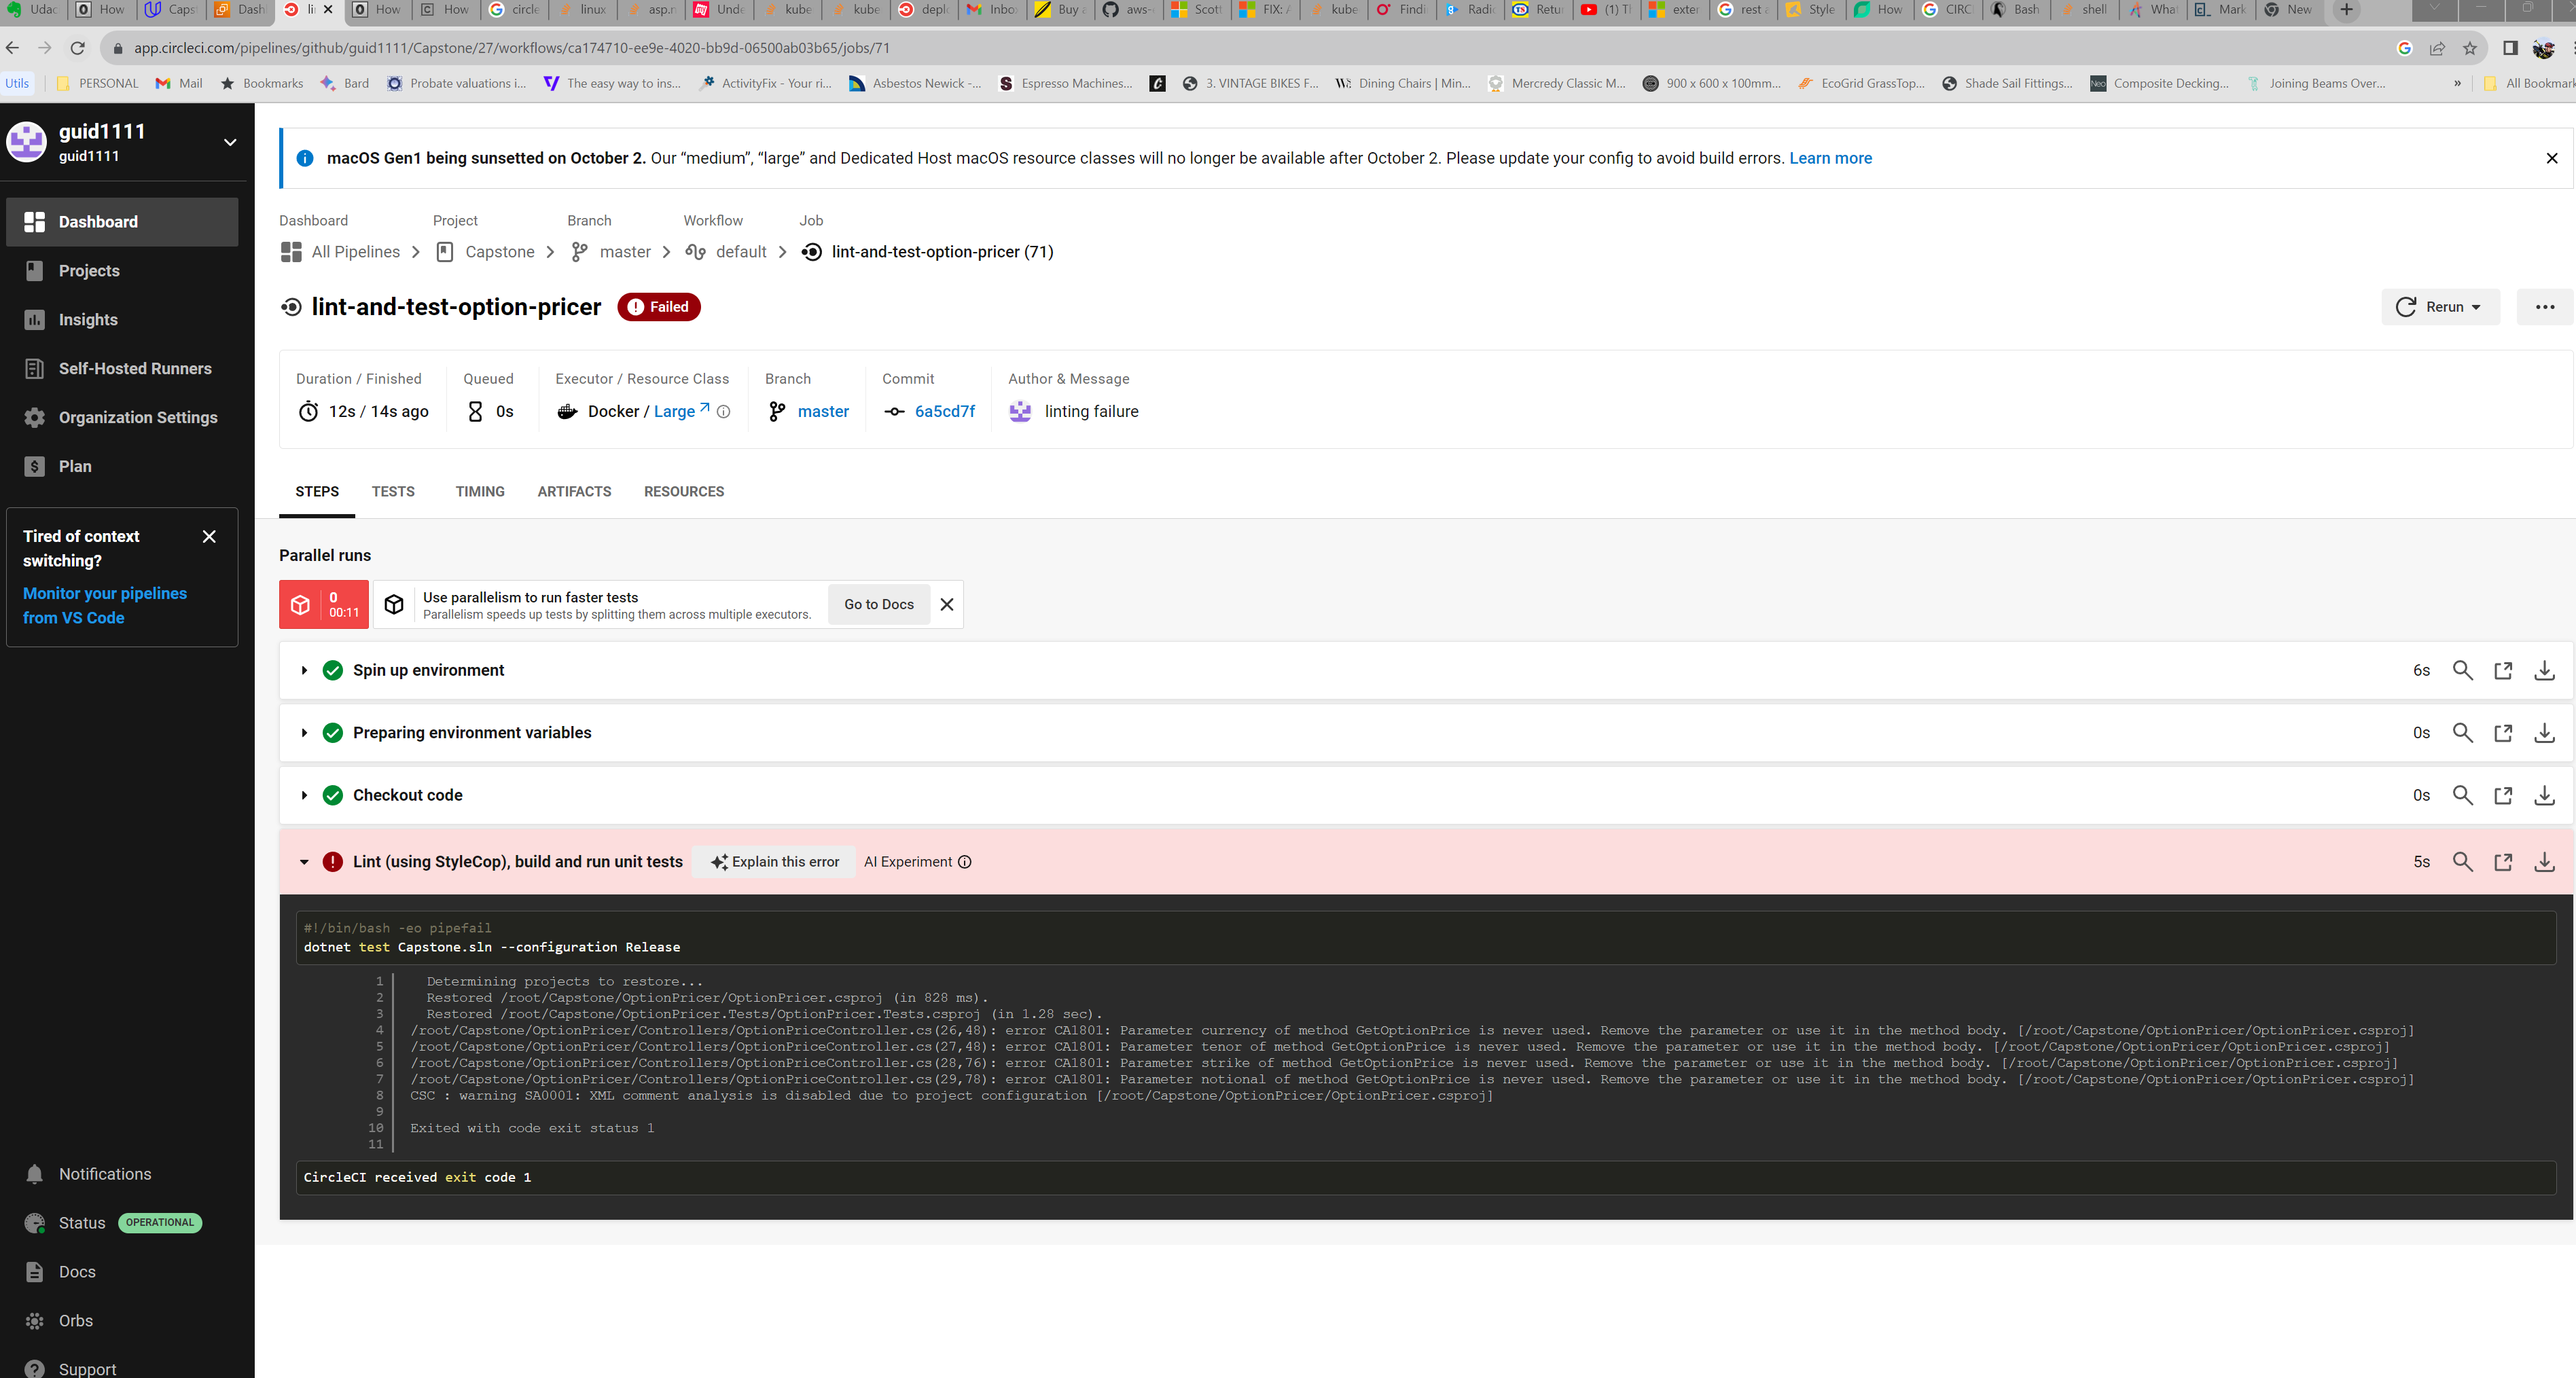 Udac
How
Caps
Dash
li
How
How
circle
linux
asp.n
Unde
kube
kube
deplo
Inbox
Buy a
aws-
Scott
FIX: A
kube
Findi
Radi
Retu
(1) Th
exter
rest a
Style
How
CIRC
Bash
shell
What
Mark
New
app.circleci.com/pipelines/github/guid1111/Capstone/27/workflows/ca174710-ee9e-4020-bb9d-06500ab03b65/jobs/71
Utils
PERSONAL
Mail
Bookmarks
Bard
Probate valuations i...
The easy way to ins...
ActivityFix - Your ri...
Asbestos Newick -...
Espresso Machines...
3. VINTAGE BIKES F...
Dining Chairs | Min...
Mercredy Classic M...
900 x 600 x 100mm...
EcoGrid GrassTop...
Shade Sail Fittings...
Composite Decking...
Joining Beams Over...
»
All Bookmark
guid1111
guid1111
Dashboard
Projects
Insights
Self-Hosted Runners
Organization Settings
Plan
Tired of context
switching?
Monitor your pipelines
from VS Code
Notifications
Status OPERATIONAL
Docs
Orbs
Support
macOS Gen1 being sunsetted on October 2. Our “medium”, “large” and Dedicated Host macOS resource classes will no longer be available after October 2. Please update your config to avoid build errors. Learn more
Dashboard Project Branch Workflow Job
All Pipelines Capstone master default lint-and-test-option-pricer (71)
lint-and-test-option-pricer Failed
Rerun
Duration / Finished Queued Executor / Resource Class Branch Commit Author & Message
12s / 14s ago 0s Docker / Large master 6a5cd7f linting failure
STEPS TESTS TIMING ARTIFACTS RESOURCES
Parallel runs
0
00:11
Use parallelism to run faster tests
Parallelism speeds up tests by splitting them across multiple executors.
Go to Docs
Spin up environment 6s
Preparing environment variables 0s
Checkout code 0s
Lint (using StyleCop), build and run unit tests Explain this error AI Experiment 5s
#!/bin/bash -eo pipefail
dotnet test Capstone.sln --configuration Release
1 Determining projects to restore...
2 Restored /root/Capstone/OptionPricer/OptionPricer.csproj (in 828 ms).
3 Restored /root/Capstone/OptionPricer.Tests/OptionPricer.Tests.csproj (in 1.28 sec).
4 /root/Capstone/OptionPricer/Controllers/OptionPriceController.cs(26,48): error CA1801: Parameter currency of method GetOptionPrice is never used. Remove the parameter or use it in the method body. [/root/Capstone/OptionPricer/OptionPricer.csproj]
5 /root/Capstone/OptionPricer/Controllers/OptionPriceController.cs(27,48): error CA1801: Parameter tenor of method GetOptionPrice is never used. Remove the parameter or use it in the method body. [/root/Capstone/OptionPricer/OptionPricer.csproj]
6 /root/Capstone/OptionPricer/Controllers/OptionPriceController.cs(28,76): error CA1801: Parameter strike of method GetOptionPrice is never used. Remove the parameter or use it in the method body. [/root/Capstone/OptionPricer/OptionPricer.csproj]
7 /root/Capstone/OptionPricer/Controllers/OptionPriceController.cs(29,78): error CA1801: Parameter notional of method GetOptionPrice is never used. Remove the parameter or use it in the method body. [/root/Capstone/OptionPricer/OptionPricer.csproj]
8 CSC : warning SA0001: XML comment analysis is disabled due to project configuration [/root/Capstone/OptionPricer/OptionPricer.csproj]
9
10 Exited with code exit status 1
11
CircleCI received exit code 1